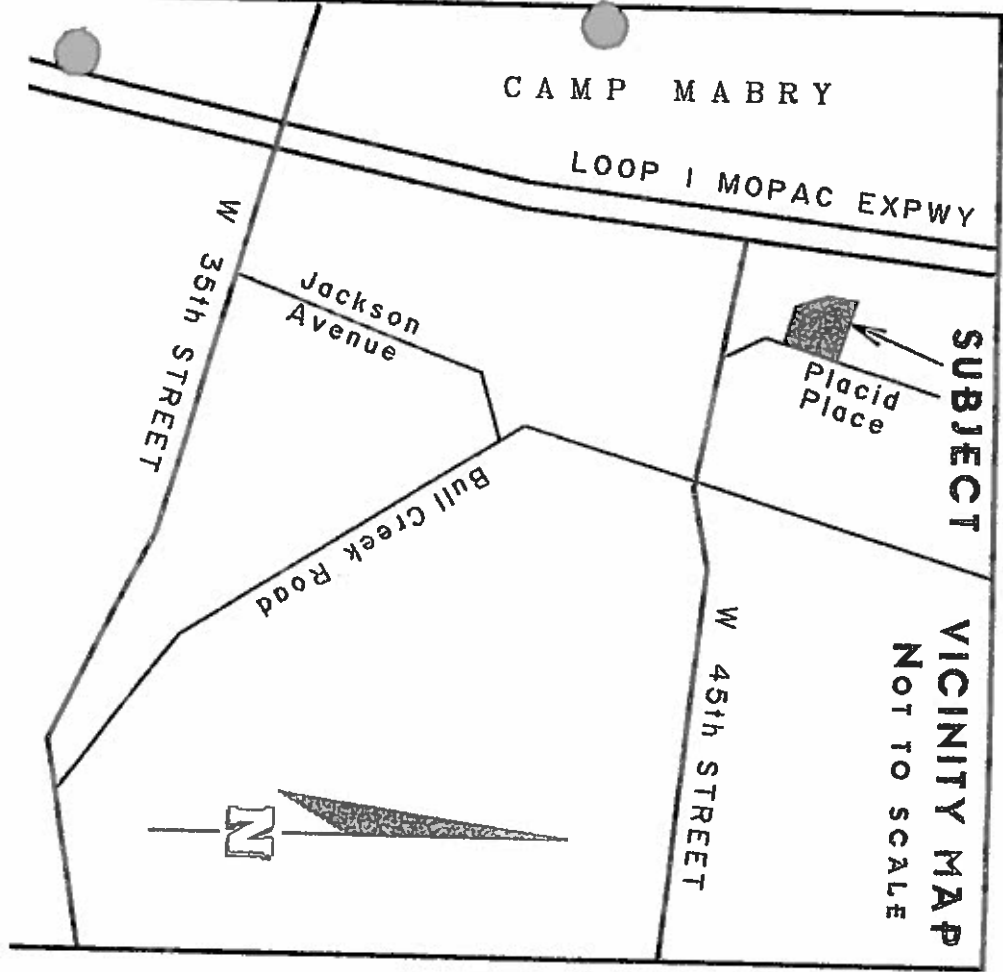 CAMP MABRY
LOOP 1 MOPAC EXPWY
W 35th STREET
Jackson
Avenue
Bull Creek Road
W 45th STREET
Placid
Place
SUBJECT
VICINITY MAP
NOT TO SCALE
N